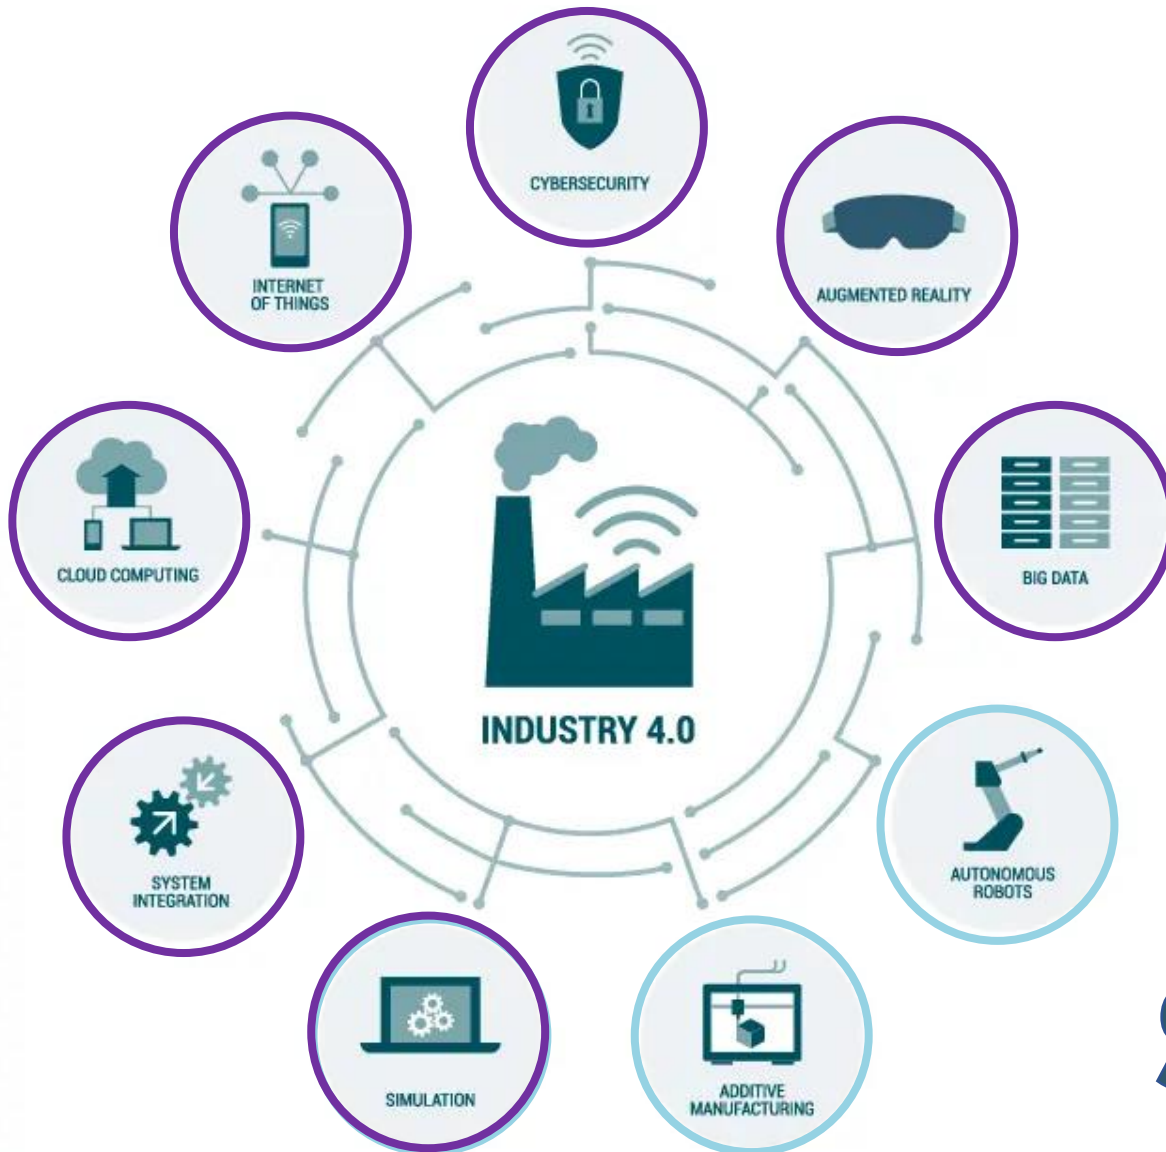 CYBERSECURITY
INTERNET
OF THINGS
AUGMENTED REALITY
CLOUD COMPUTING
BIG DATA
INDUSTRY 4.0
SYSTEM
INTEGRATION
AUTONOMOUS
ROBOTS
SIMULATION
ADDITIVE
MANUFACTURING